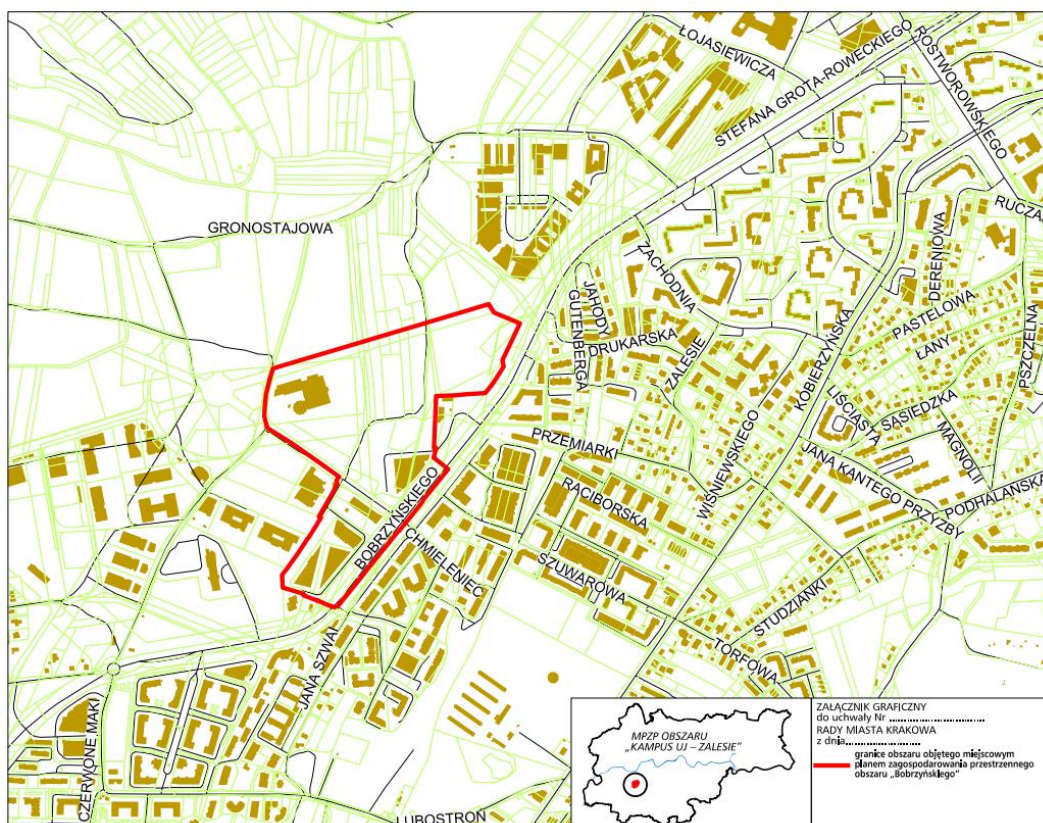 ŁOJASIEWICZA
ROSTWOROWSKIEGO
STEFANA GROTA-ROWECKIEGO
RUCZAJ
GRONOSTAJOWA
ZACHODNIA
DERENIOWA
JAHODY
GUTENBERGA
PASTELOWA
DRUKARSKA
ŁANY
ZALESIE
KOBIERZYŃSKA
PSZCZELNA
LIŚCIASTA
SĄSIEDZKA
MAGNOLII
PRZEMIARKI
WIŚNIEWSKIEGO
JANA KANTEGO PRZYZBY
PODHALAŃSKA
RACIBORSKA
BOBRZYŃSKIEGO
CHMIELENIEC
SZUWAROWA
STUDZIANKI
TORFOWA
JANA SZWAI
CZERWONE MAKI
LUBOSTROŃ
MPZP OBSZARU
„KAMPUS UJ – ZALESIE”
ZAŁĄCZNIK GRAFICZNY
do uchwały Nr
RADY MIASTA KRAKOWA
z dnia
granice obszaru objętego miejscowym
planem zagospodarowania przestrzennego
obszaru „Bobrzyńskiego”